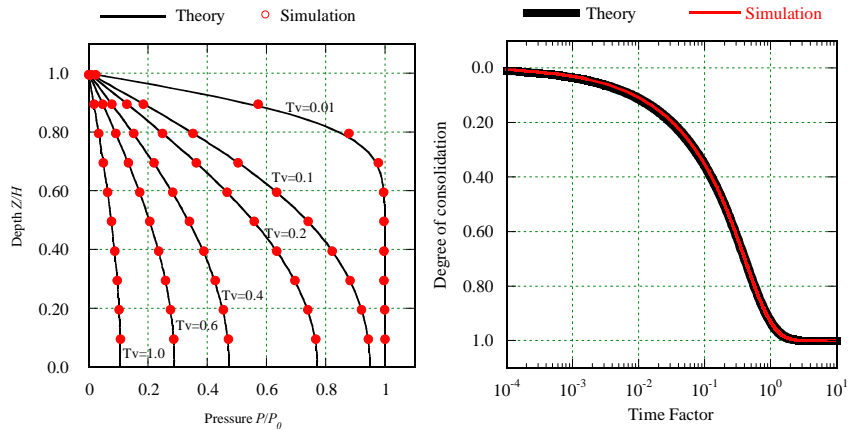 Theory Simulation
1.0
0.80
0.60
0.40
0.20
0.0
Depth Z/H
Tv=0.01
Tv=0.1
Tv=0.2
Tv=0.4
Tv=0.6
Tv=1.0
0 0.2 0.4 0.6 0.8 1
Pressure P/P₀
Theory Simulation
0.0
0.20
0.40
0.60
0.80
1.0
Degree of consolidation
10⁻⁴ 10⁻³ 10⁻² 10⁻¹ 10⁰ 10¹
Time Factor